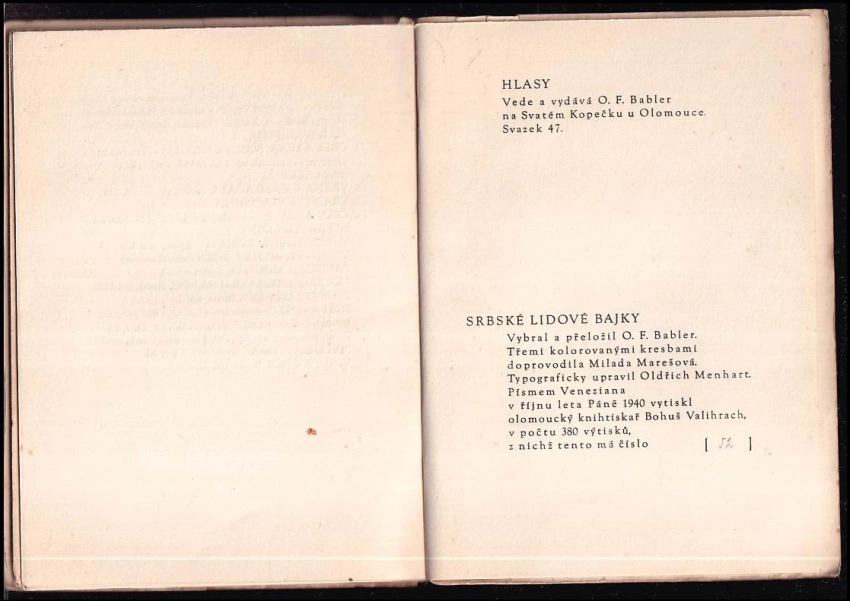 HLASY
Vede a vydává O. F. Babler
na Svatém Kopečku u Olomouce.
Svazek 47.
SRBSKÉ LIDOVÉ BAJKY
Vybral a přeložil O. F. Babler.
Třemi kolorovanými kresbami
doprovodila Milada Marešová.
Typograficky upravil Oldřich Menhart.
Písmem Veneziana
v říjnu leta Páně 1940 vytiskl
olomoucký knihtiskař Bohuš Valihrach,
v počtu 380 výtisků,
z nichž tento má číslo [ 52 ]